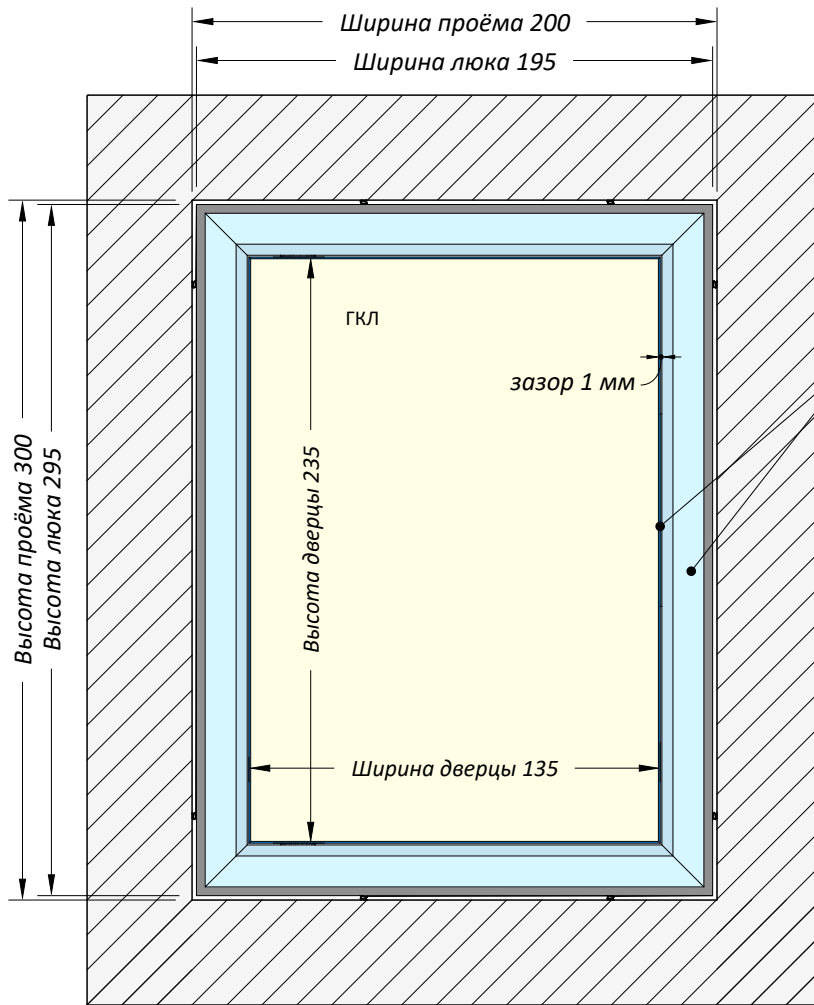 Ширина проёма 200
Ширина люка 195
Высота проёма 300
Высота люка 295
ГКЛ
зазор 1 мм
Высота дверцы 235
Ширина дверцы 135